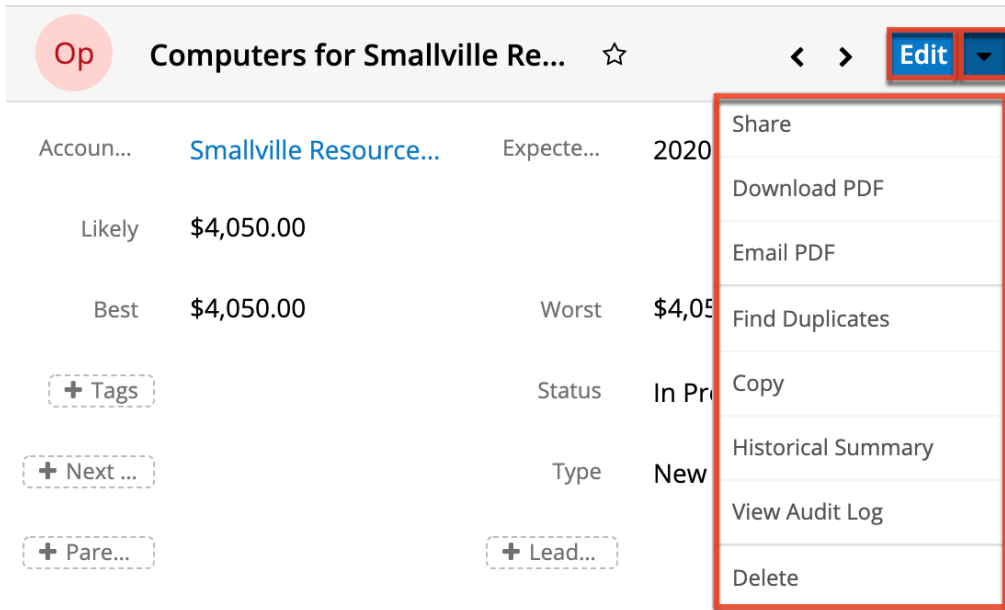 Op Computers for Smallville Re... Edit
Share
Accoun... Smallville Resource... Expecte... 2020
Download PDF
Likely $4,050.00
Email PDF
Best $4,050.00 Worst $4,05
Find Duplicates
+ Tags Status In Pr
Copy
Historical Summary
+ Next ... Type New
View Audit Log
+ Pare... + Lead...
Delete